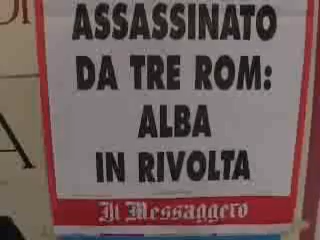 ASSASSINATO
DA TRE ROM:
ALBA
IN RIVOLTA
Il Messaggero